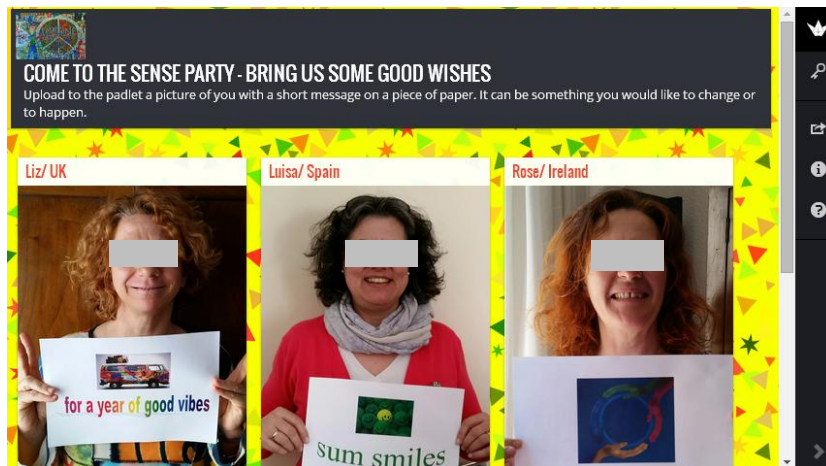 COME TO THE SENSE PARTY - BRING US SOME GOOD WISHES
Upload to the padlet a picture of you with a short message on a piece of paper. It can be something you would like to change or
to happen.
Liz/ UK
Luisa/ Spain
Rose/ Ireland
for a year of good vibes
sum smiles